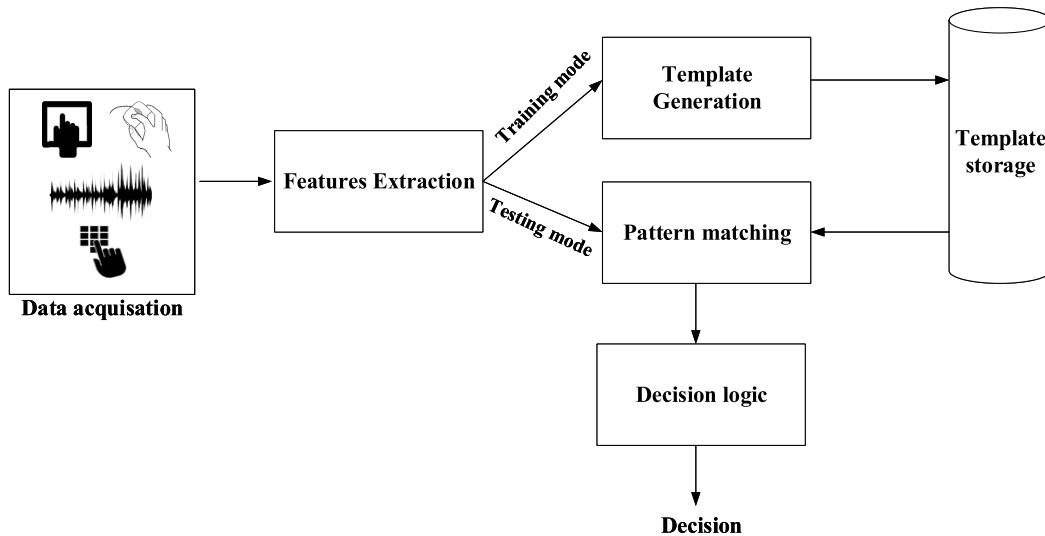 Data acquisation
Features Extraction
Training mode
Testing mode
Template
Generation
Pattern matching
Template
storage
Decision logic
Decision